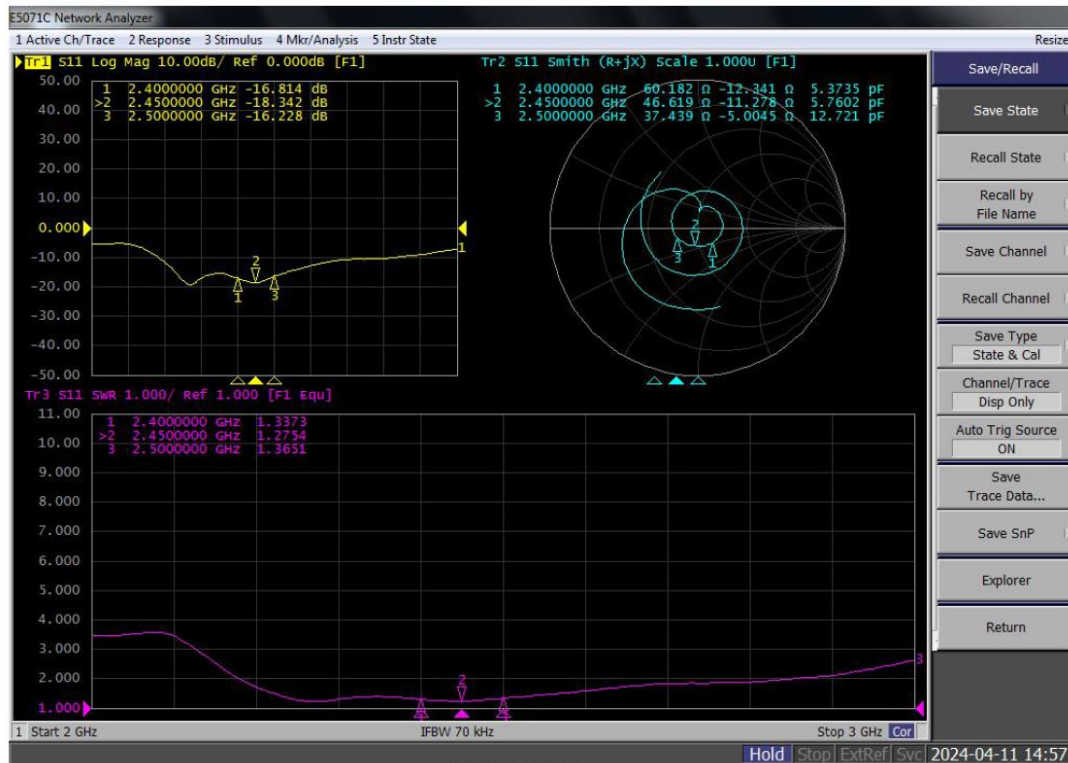 E5071C Network Analyzer
1 Active Ch/Trace 2 Response 3 Stimulus 4 Mkr/Analysis 5 Instr State
Resize
Tr1 S11 Log Mag 10.00dB/ Ref 0.000dB [F1]
50.00
40.00
30.00
20.00
10.00
0.000
-10.00
-20.00
-30.00
-40.00
-50.00
1 2.4000000 GHz -16.814 dB
>2 2.4500000 GHz -18.342 dB
3 2.5000000 GHz -16.228 dB
1
2
3
1
Tr2 S11 Smith (R+jX) Scale 1.000U [F1]
1 2.4000000 GHz 60.182 Ω -12.341 Ω 5.3735 pF
>2 2.4500000 GHz 46.619 Ω -11.278 Ω 5.7602 pF
3 2.5000000 GHz 37.439 Ω -5.0045 Ω 12.721 pF
2
3
1
Tr3 S11 SWR 1.000/ Ref 1.000 [F1 Equ]
11.00
10.00
9.000
8.000
7.000
6.000
5.000
4.000
3.000
2.000
1.000
1 2.4000000 GHz 1.3373
>2 2.4500000 GHz 1.2754
3 2.5000000 GHz 1.3651
2
3
1 Start 2 GHz
IFBW 70 kHz
Stop 3 GHz Cor
Save/Recall
Save State
Recall State
Recall by
File Name
Save Channel
Recall Channel
Save Type
State & Cal
Channel/Trace
Disp Only
Auto Trig Source
ON
Save
Trace Data...
Save SnP
Explorer
Return
Hold Stop ExtRef Svc 2024-04-11 14:57